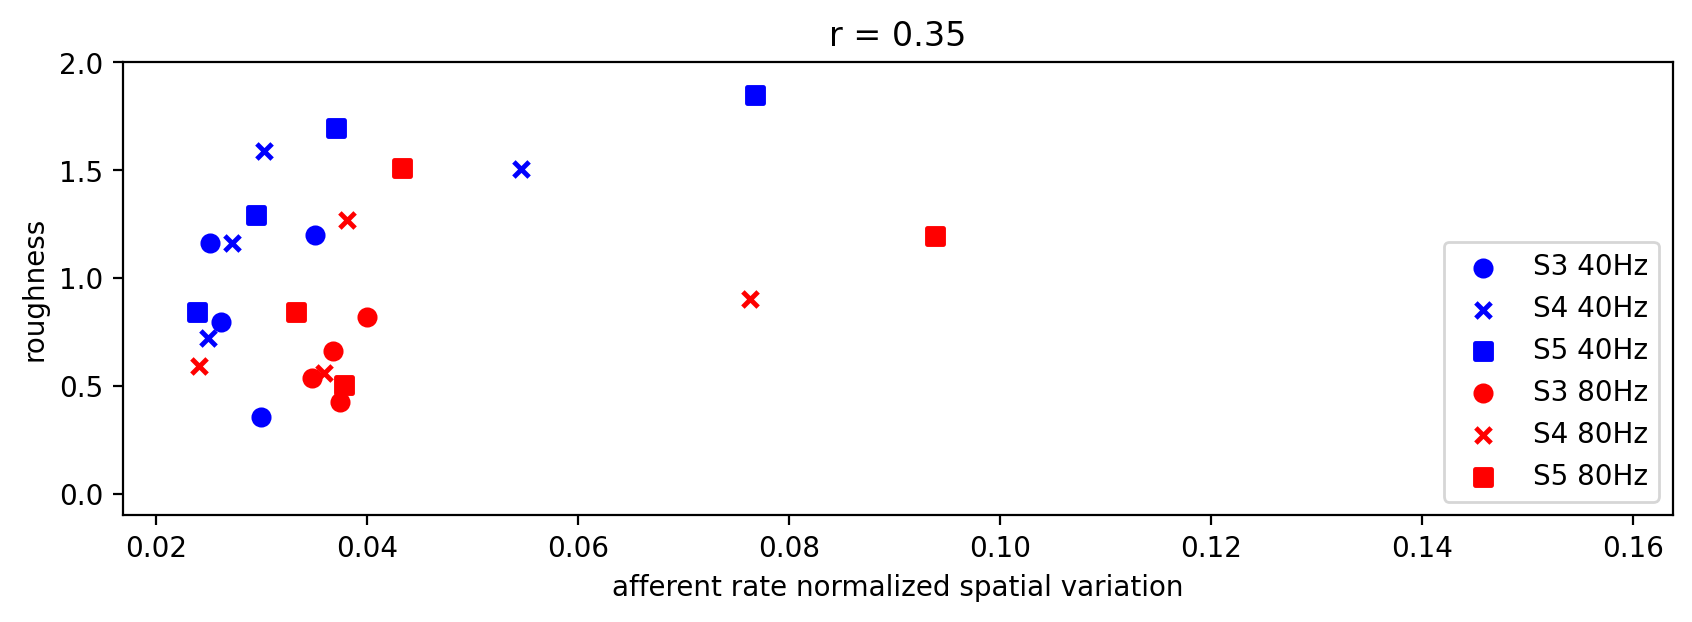 r = 0.35
2.0
1.5
1.0
0.5
0.0
roughness
0.02 0.04 0.06 0.08 0.10 0.12 0.14 0.16
afferent rate normalized spatial variation
S3 40Hz
S4 40Hz
S5 40Hz
S3 80Hz
S4 80Hz
S5 80Hz